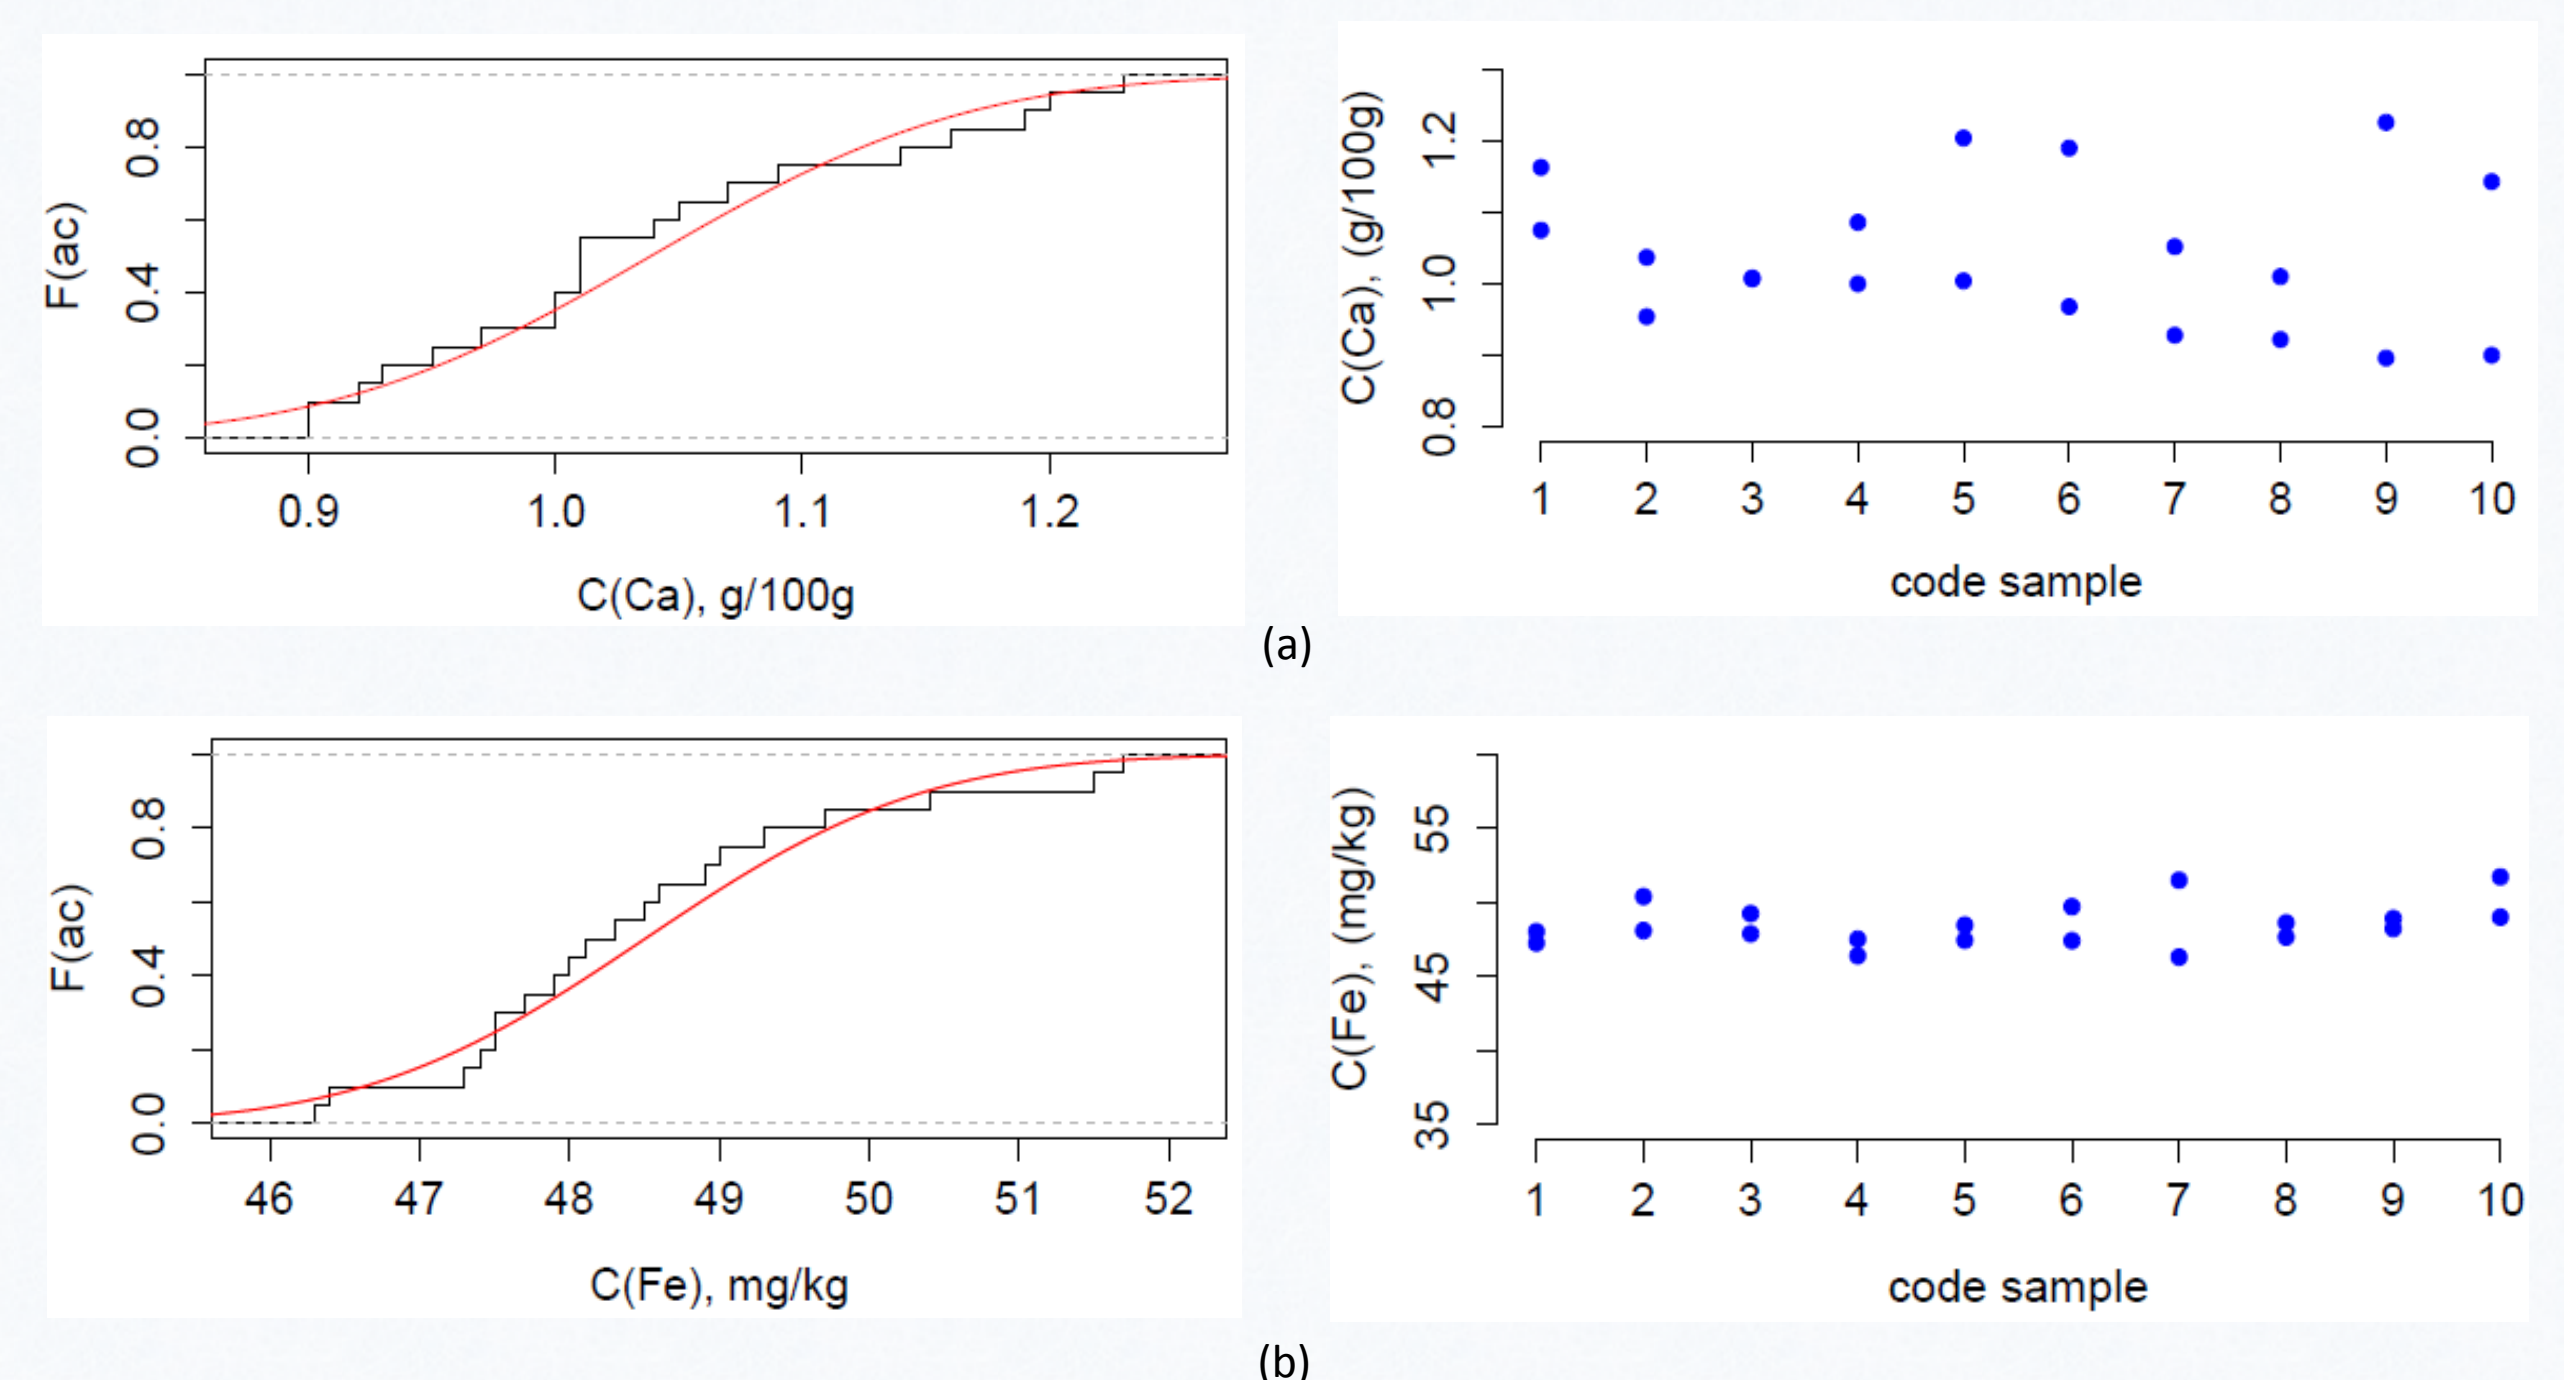 F(ac)
0.0 0.4 0.8
0.9 1.0 1.1 1.2
C(Ca), g/100g
C(Ca), (g/100g)
0.8 1.0 1.2
1 2 3 4 5 6 7 8 9 10
code sample
(a)
F(ac)
0.0 0.4 0.8
46 47 48 49 50 51 52
C(Fe), mg/kg
C(Fe), (mg/kg)
35 45 55
1 2 3 4 5 6 7 8 9 10
code sample
(b)